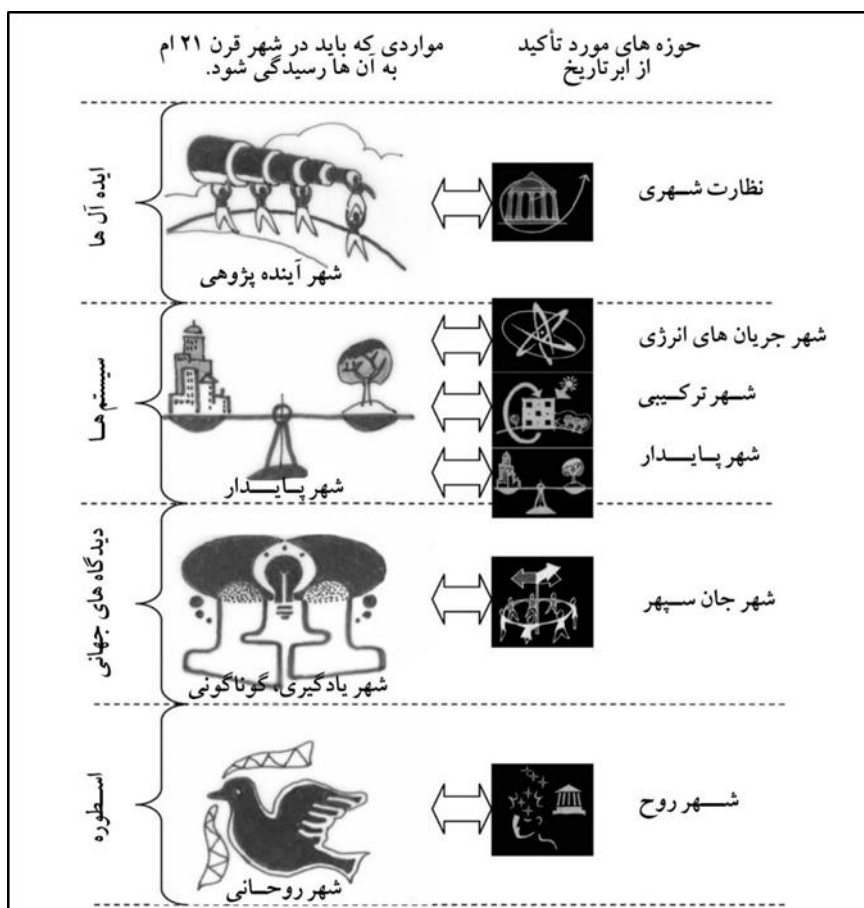 حوزه های مورد تأکید
از ابرتاریخ
مواردی که باید در شهر قرن ۲۱ ام
به آن ها رسیدگی شود.
نظارت شهری
شهر آینده پژوهی
ایده آل ها
شهر جریان های انرژی
شهر ترکیبی
شهر پایدار
شهر پایدار
سیستم ها
شهر جان سپهر
شهر یادگیری، گوناگونی
دیدگاه های جهانی
شهر روح
شهر روحانی
اسطوره